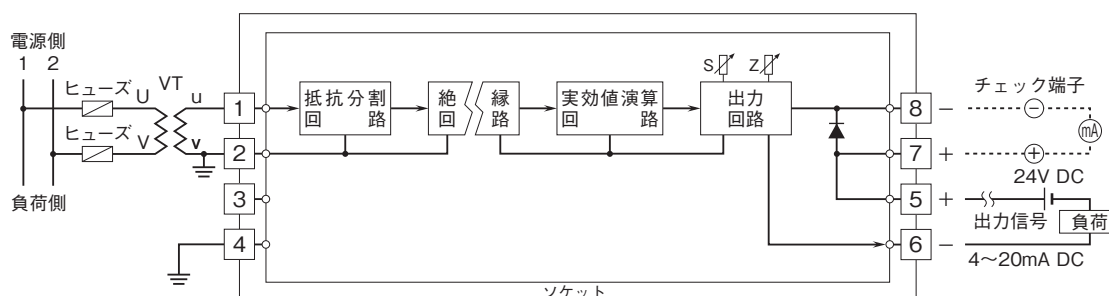 電源側
1 2
ヒューズ
U
VT
u
ヒューズ
V
v
負荷側
1
2
3
4
抵抗分割
回路
絶縁
回路
実効値演算
回路
S
Z
出力
回路
8 −
7 +
5 +
6 −
チェック端子
−
mA
+
24V DC
出力信号
負荷
4～20mA DC
ソケット